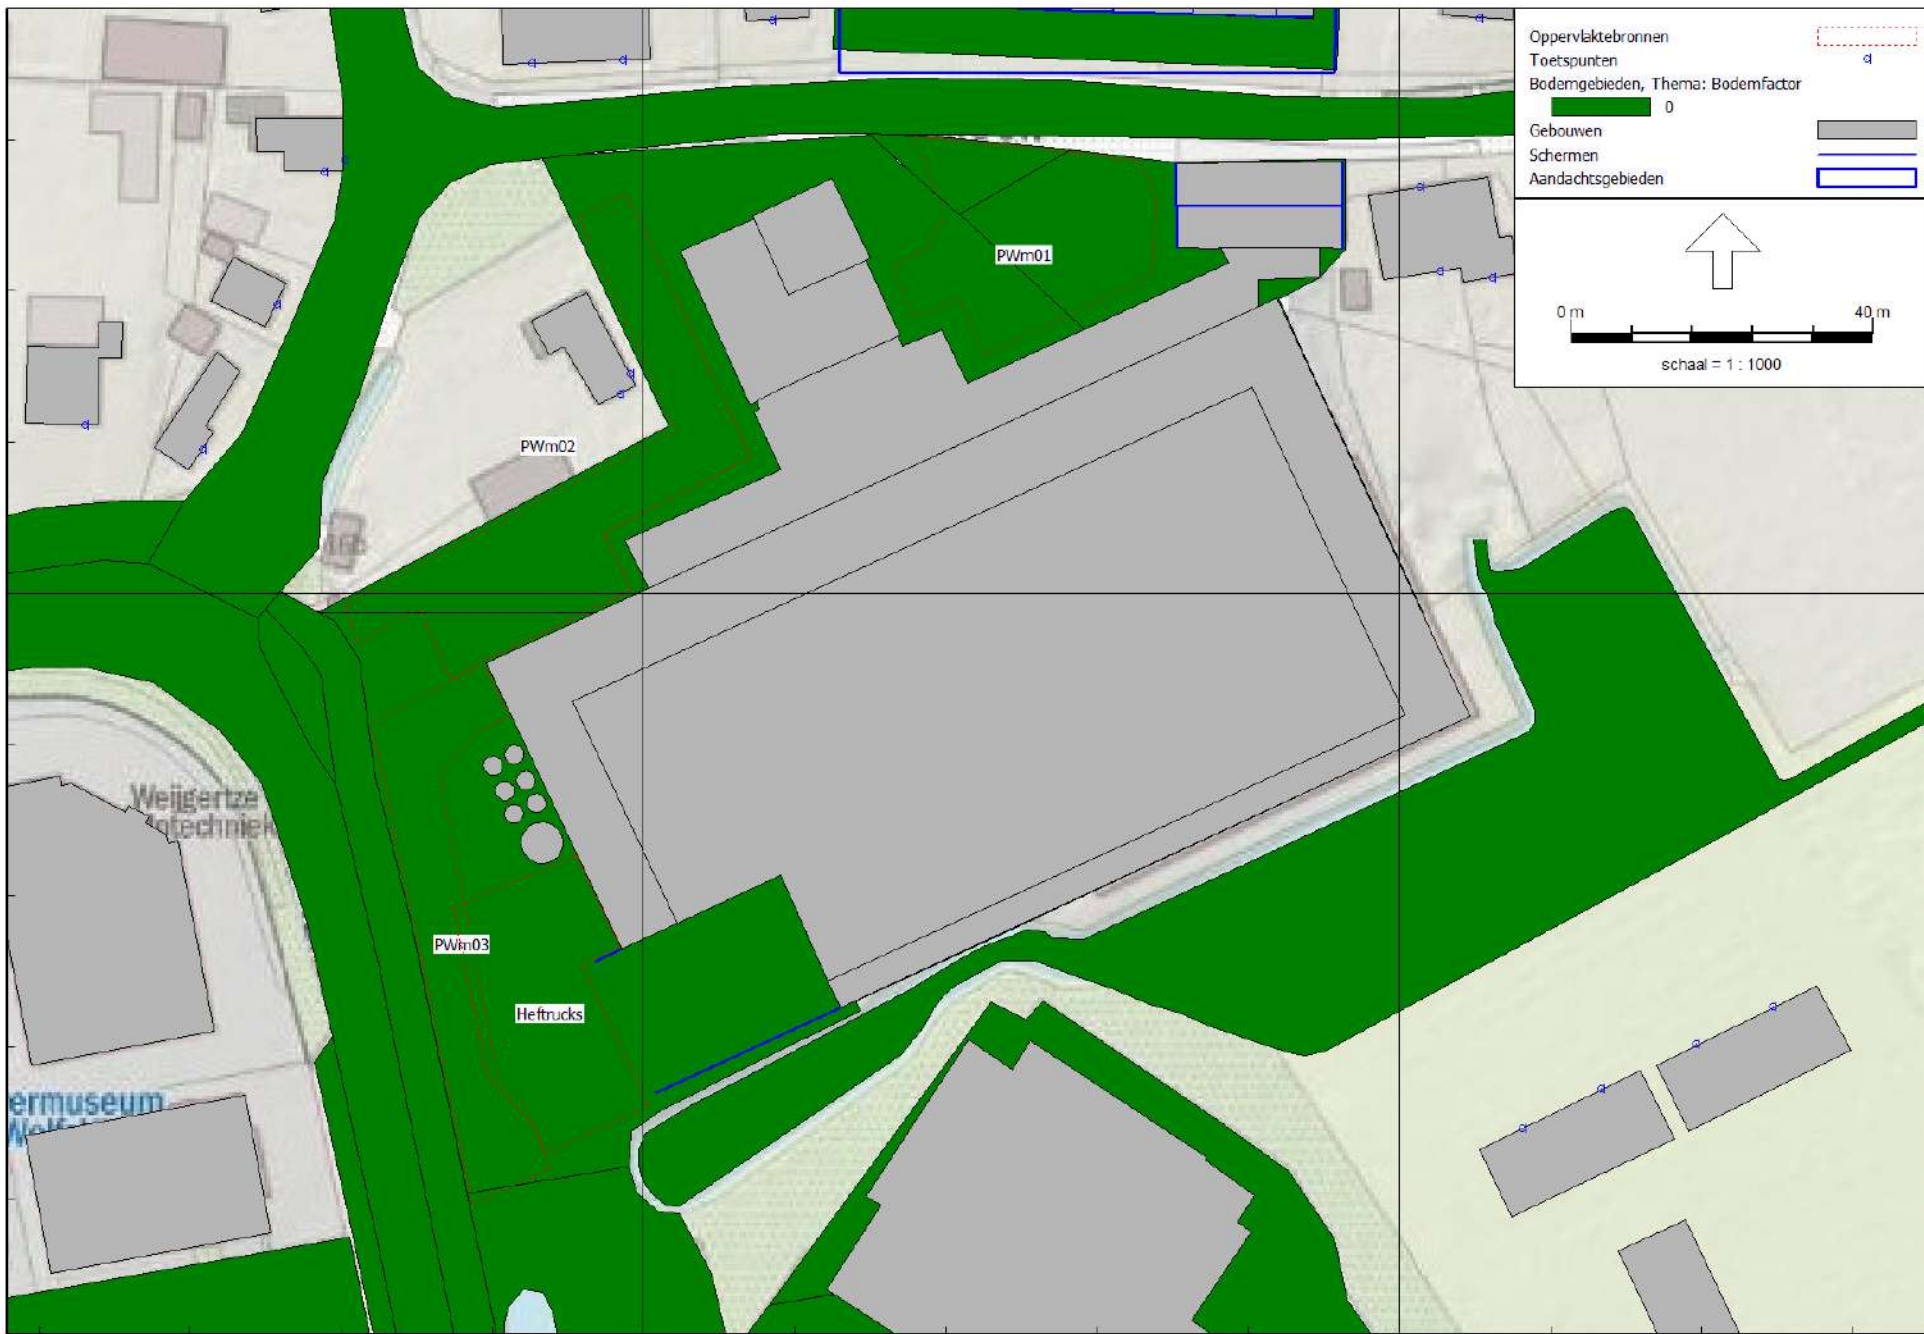 Oppervlaktebronnen
Toetspunten
Bodemgebieden, Thema: Bodemfactor
0
Gebouwen
Schermen
Aandachtsgebieden
0 m 40 m
schaal = 1 : 1000
PWm01
PWm02
Weijgertze
PWm03
Heftrucks
ermuseum